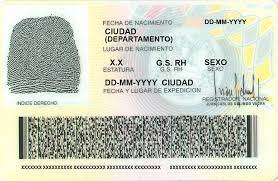 FECHA DE NACIMIENTO DD-MM-YYYY
CIUDAD
(DEPARTAMENTO)
LUGAR DE NACIMIENTO
X.X G.S. RH SEXO
ESTATURA G.S. RH SEXO
DD-MM-YYYY CIUDAD
FECHA Y LUGAR DE EXPEDICION
INDICE DERECHO
REGISTRADOR NACIONAL